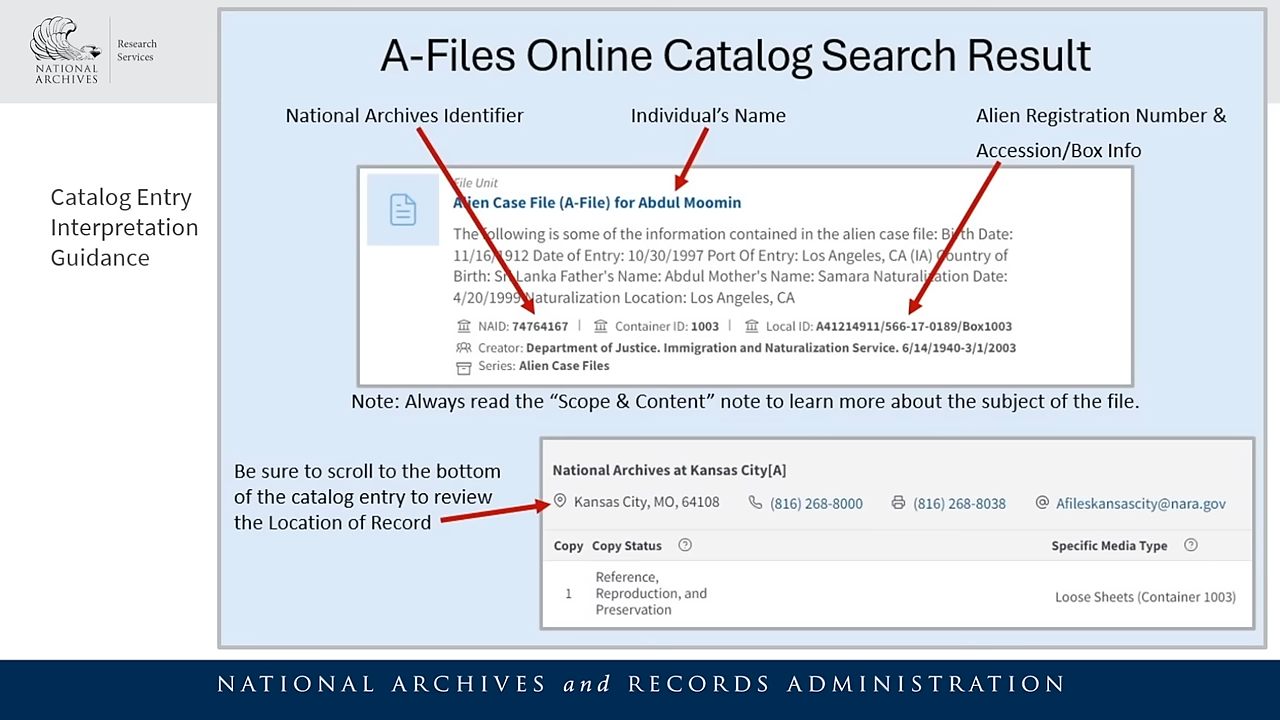 NATIONAL
ARCHIVES
Research
Services
A-Files Online Catalog Search Result
National Archives Identifier
Individual's Name
Alien Registration Number &
Accession/Box Info
Catalog Entry
Interpretation
Guidance
File Unit
Alien Case File (A-File) for Abdul Moomin
The following is some of the information contained in the alien case file: Birth Date:
11/16/1912 Date of Entry: 10/30/1997 Port Of Entry: Los Angeles, CA (IA) Country of
Birth: Sri Lanka Father's Name: Abdul Mother's Name: Samara Naturalization Date:
4/20/1999 Naturalization Location: Los Angeles, CA
NAID: 74764167 | Container ID: 1003 | Local ID: A41214911/566-17-0189/Box1003
Creator: Department of Justice. Immigration and Naturalization Service. 6/14/1940-3/1/2003
Series: Alien Case Files
Note: Always read the “Scope & Content” note to learn more about the subject of the file.
Be sure to scroll to the bottom
of the catalog entry to review
the Location of Record
National Archives at Kansas City[A]
Kansas City, MO, 64108 (816) 268-8000 (816) 268-8038 @ Afileskansascity@nara.gov
Copy Copy Status ? Specific Media Type ?
Reference,
1 Reproduction, and Loose Sheets (Container 1003)
Preservation
NATIONAL ARCHIVES and RECORDS ADMINISTRATION